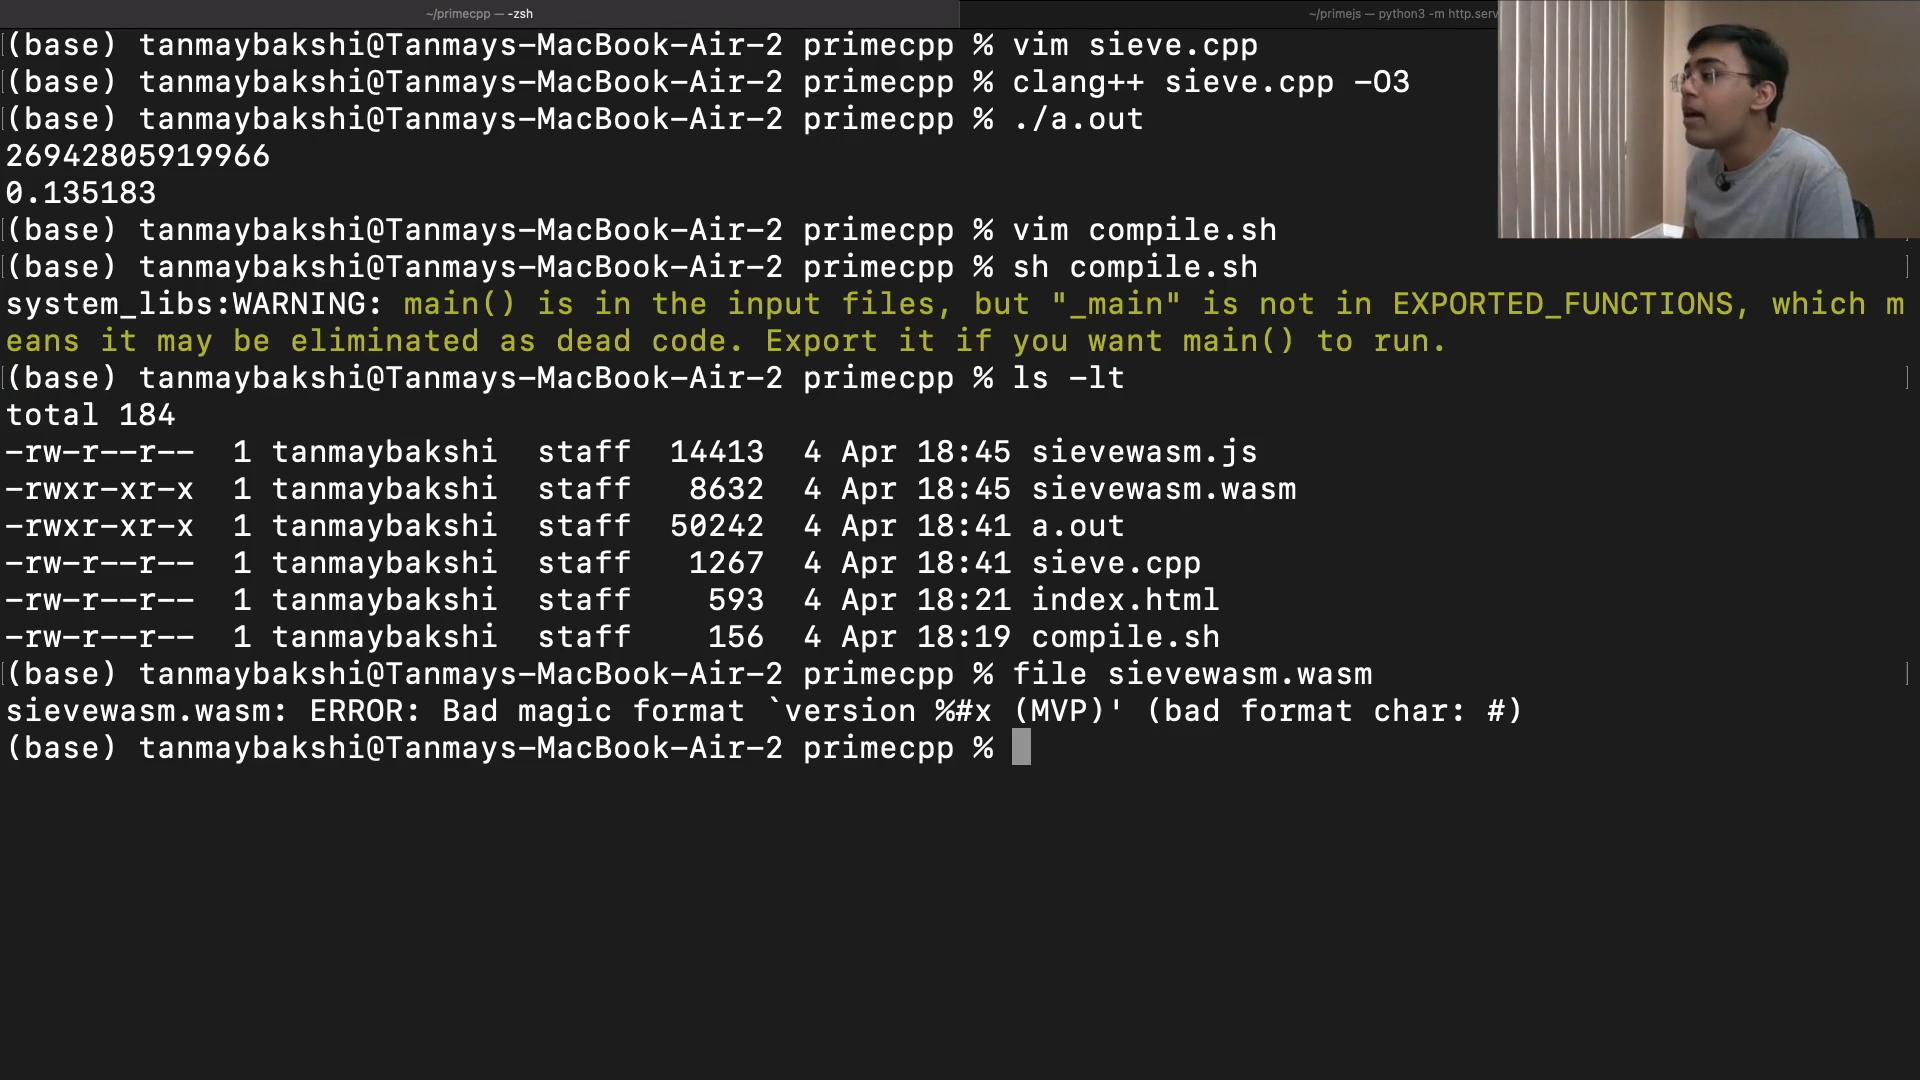 ~/primecpp — -zsh
~/primejs — python3 -m http.serv
(base) tanmaybakshi@Tanmays-MacBook-Air-2 primecpp % vim sieve.cpp
(base) tanmaybakshi@Tanmays-MacBook-Air-2 primecpp % clang++ sieve.cpp -O3
(base) tanmaybakshi@Tanmays-MacBook-Air-2 primecpp % ./a.out
26942805919966
0.135183
(base) tanmaybakshi@Tanmays-MacBook-Air-2 primecpp % vim compile.sh
(base) tanmaybakshi@Tanmays-MacBook-Air-2 primecpp % sh compile.sh
system_libs:WARNING: main() is in the input files, but "_main" is not in EXPORTED_FUNCTIONS, which m
eans it may be eliminated as dead code. Export it if you want main() to run.
(base) tanmaybakshi@Tanmays-MacBook-Air-2 primecpp % ls -lt
total 184
-rw-r--r-- 1 tanmaybakshi staff 14413 4 Apr 18:45 sievewasm.js
-rwxr-xr-x 1 tanmaybakshi staff 8632 4 Apr 18:45 sievewasm.wasm
-rwxr-xr-x 1 tanmaybakshi staff 50242 4 Apr 18:41 a.out
-rw-r--r-- 1 tanmaybakshi staff 1267 4 Apr 18:41 sieve.cpp
-rw-r--r-- 1 tanmaybakshi staff 593 4 Apr 18:21 index.html
-rw-r--r-- 1 tanmaybakshi staff 156 4 Apr 18:19 compile.sh
(base) tanmaybakshi@Tanmays-MacBook-Air-2 primecpp % file sievewasm.wasm
sievewasm.wasm: ERROR: Bad magic format `version %#x (MVP)' (bad format char: #)
(base) tanmaybakshi@Tanmays-MacBook-Air-2 primecpp %